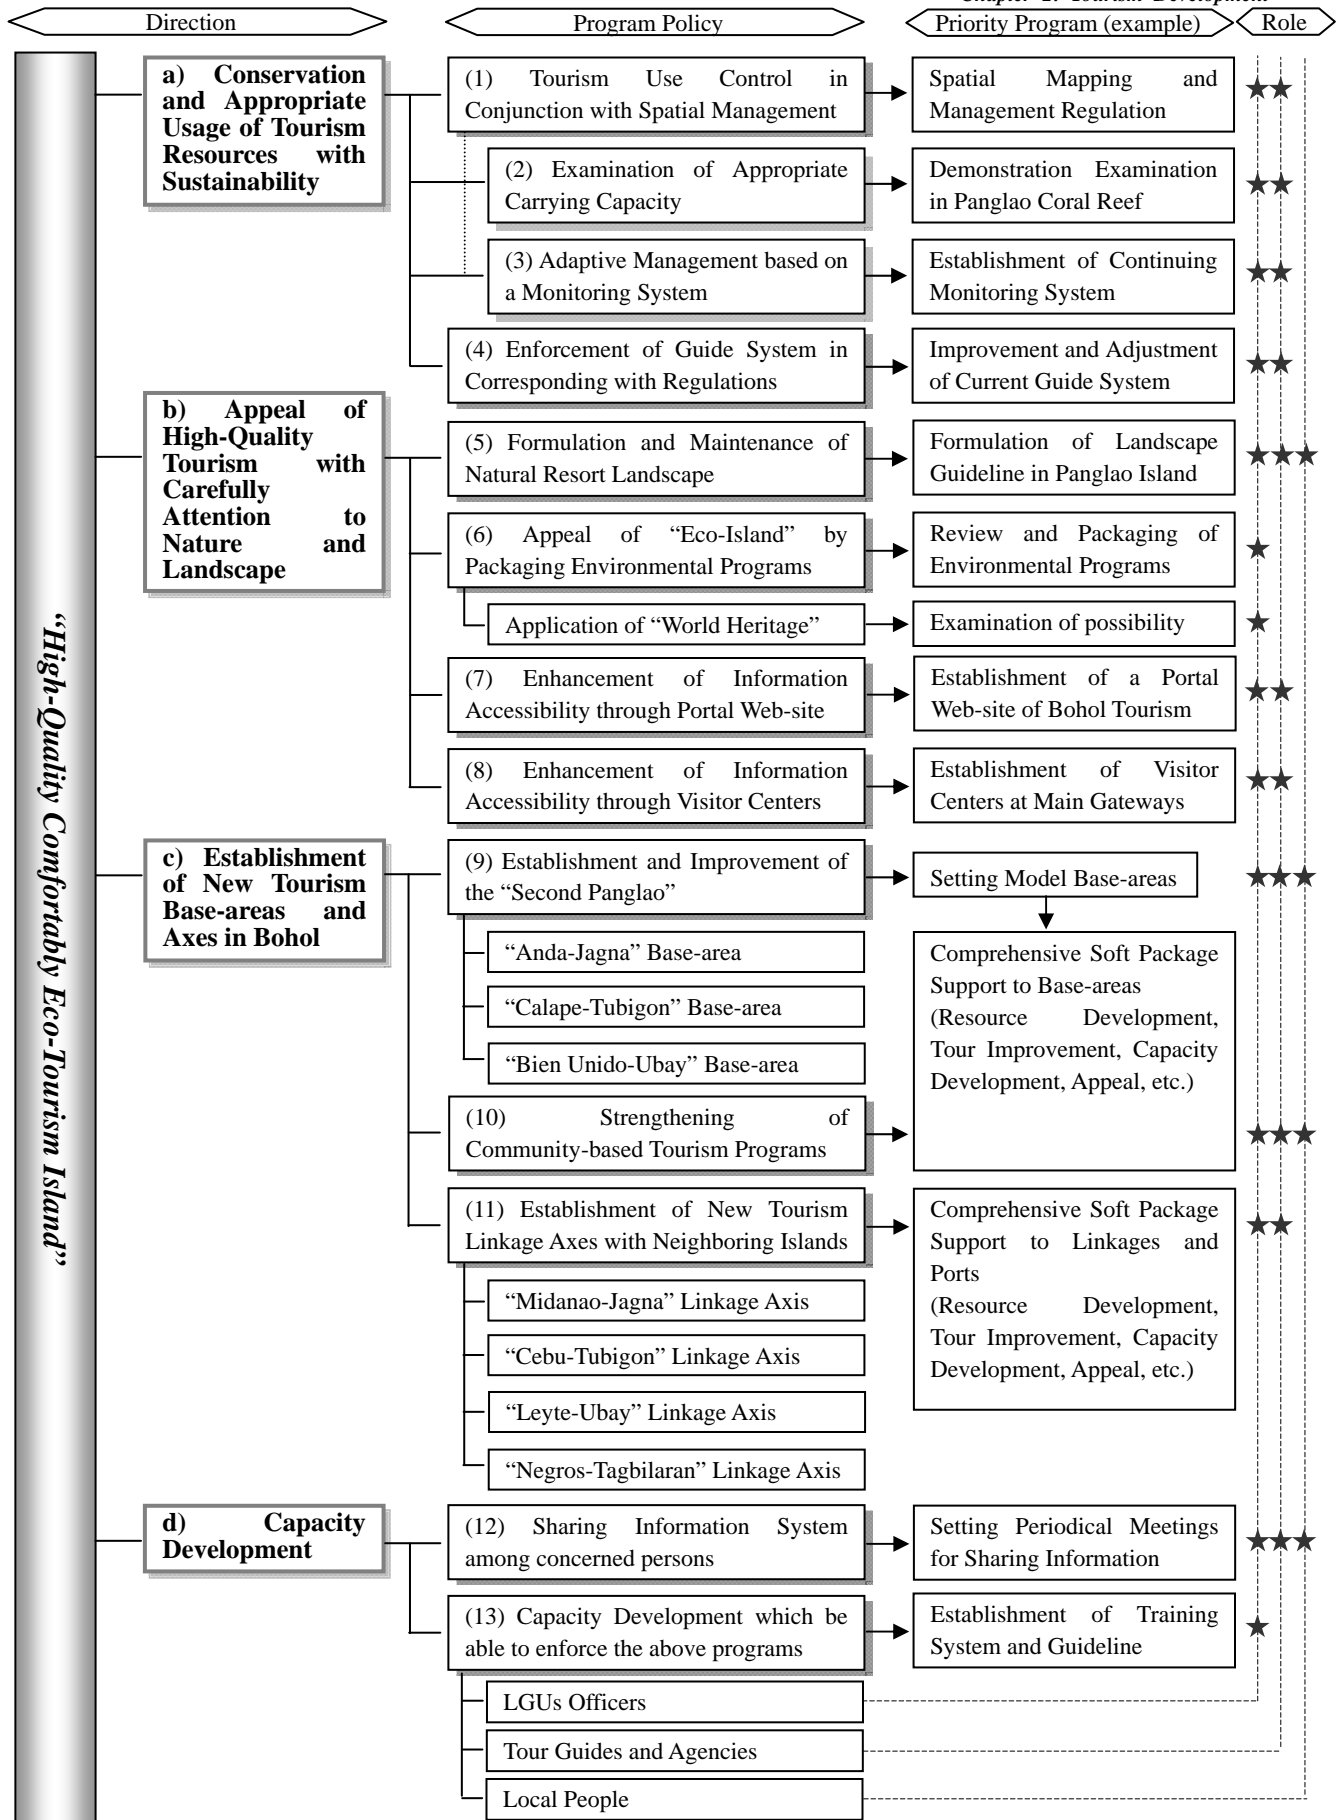 Chapter 2: Tourism Development
Direction
Program Policy
Priority Program (example)
Role
“High-Quality Comfortably Eco-Tourism Island”
a) Conservation
and Appropriate
Usage of Tourism
Resources with
Sustainability
(1) Tourism Use Control in
Conjunction with Spatial Management
Spatial Mapping and
Management Regulation
★★
(2) Examination of Appropriate
Carrying Capacity
Demonstration Examination
in Panglao Coral Reef
★★
(3) Adaptive Management based on
a Monitoring System
Establishment of Continuing
Monitoring System
★★
(4) Enforcement of Guide System in
Corresponding with Regulations
Improvement and Adjustment
of Current Guide System
★★
b) Appeal of
High-Quality
Tourism with
Carefully
Attention to
Nature and
Landscape
(5) Formulation and Maintenance of
Natural Resort Landscape
Formulation of Landscape
Guideline in Panglao Island
★★★
(6) Appeal of “Eco-Island” by
Packaging Environmental Programs
Review and Packaging of
Environmental Programs
★
Application of “World Heritage”
Examination of possibility
★
(7) Enhancement of Information
Accessibility through Portal Web-site
Establishment of a Portal
Web-site of Bohol Tourism
★★
(8) Enhancement of Information
Accessibility through Visitor Centers
Establishment of Visitor
Centers at Main Gateways
★★
c) Establishment
of New Tourism
Base-areas and
Axes in Bohol
(9) Establishment and Improvement of
the “Second Panglao”
Setting Model Base-areas
★★★
“Anda-Jagna” Base-area
“Calape-Tubigon” Base-area
“Bien Unido-Ubay” Base-area
Comprehensive Soft Package
Support to Base-areas
(Resource Development,
Tour Improvement, Capacity
Development, Appeal, etc.)
(10) Strengthening of
Community-based Tourism Programs
★★★
(11) Establishment of New Tourism
Linkage Axes with Neighboring Islands
Comprehensive Soft Package
Support to Linkages and
Ports
(Resource Development,
Tour Improvement, Capacity
Development, Appeal, etc.)
★★
“Midanao-Jagna” Linkage Axis
“Cebu-Tubigon” Linkage Axis
“Leyte-Ubay” Linkage Axis
“Negros-Tagbilaran” Linkage Axis
d) Capacity
Development
(12) Sharing Information System
among concerned persons
Setting Periodical Meetings
for Sharing Information
★★★
(13) Capacity Development which be
able to enforce the above programs
Establishment of Training
System and Guideline
★
LGUs Officers
Tour Guides and Agencies
Local People